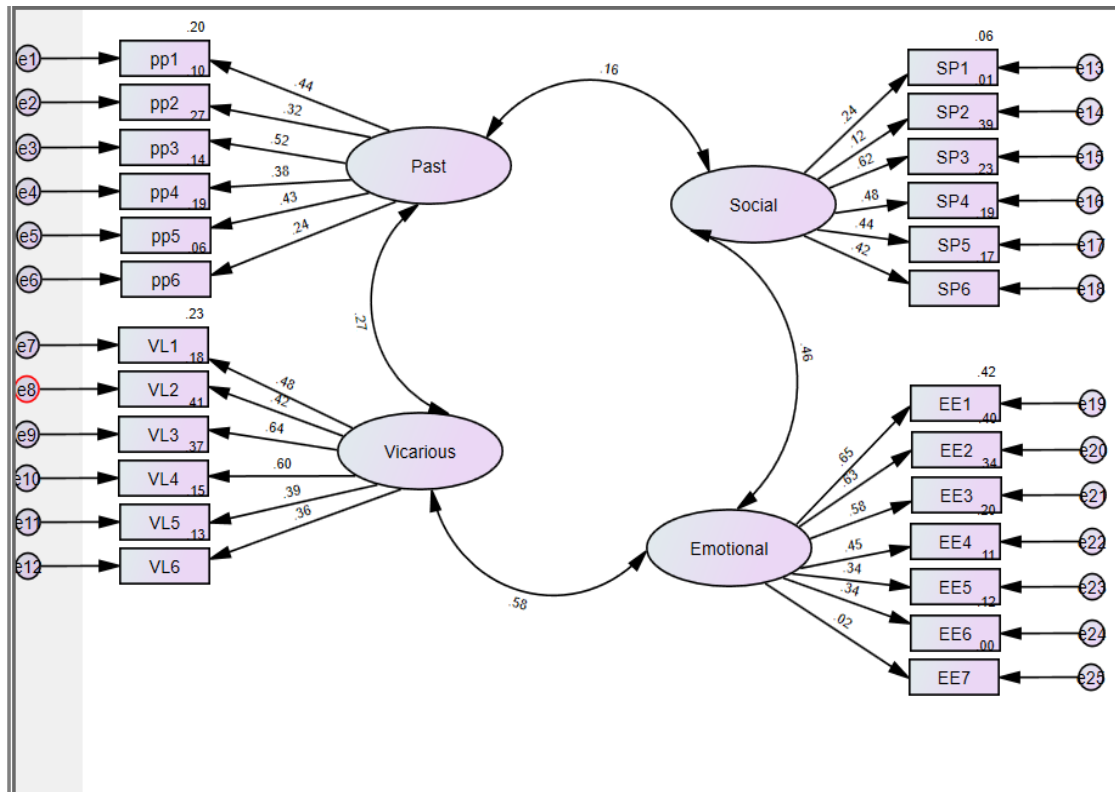 .20
e1 pp1 .10
.44
e2 pp2 .27
.32
e3 pp3 .14
.52
e4 pp4 .19
.38
e5 pp5 .06
.43
e6 pp6
.24
Past
.16
.06
SP1 .01 e13
.24
SP2 .39 e14
.12
SP3 .23 e15
.62
SP4 .19 e16
.48
SP5 .17 e17
.44
SP6 e18
.42
Social
.27
.46
.23
e7 VL1 .18
.48
e8 VL2 .41
.42
e9 VL3 .37
.64
e10 VL4 .15
.60
e11 VL5 .13
.39
e12 VL6
.36
Vicarious
.58
.42
EE1 .40 e19
.65
EE2 .34 e20
.63
EE3 .20 e21
.58
EE4 .11 e22
.45
EE5 .12 e23
.34
EE6 .00 e24
.34
EE7 e25
.02
Emotional